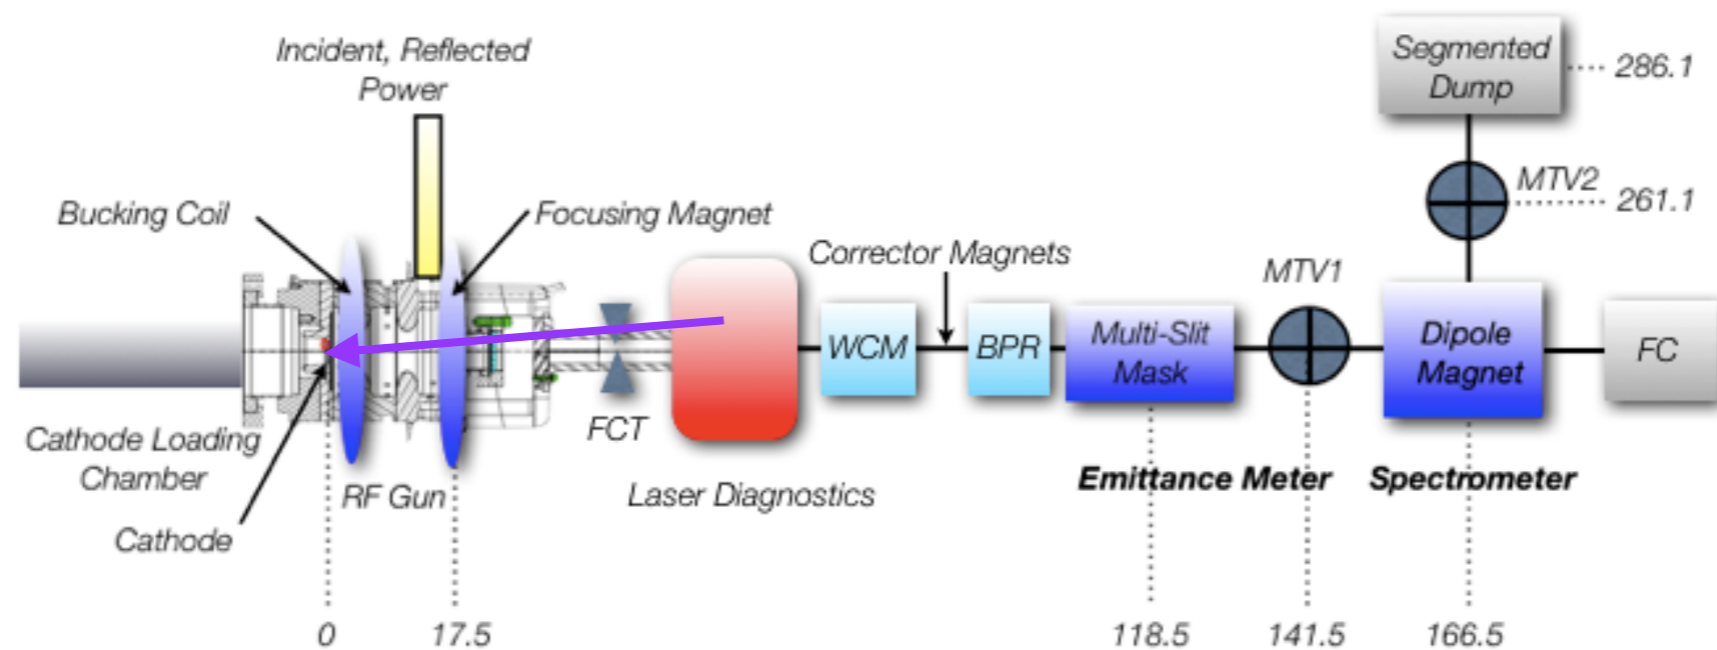 Incident, Reflected
Power
Segmented
Dump
286.1
MTV2
261.1
Bucking Coil
Focusing Magnet
Corrector Magnets
MTV1
WCM
BPR
Multi-Slit
Mask
Dipole
Magnet
FC
FCT
Cathode Loading
Chamber
RF Gun
Laser Diagnostics
Emittance Meter
Spectrometer
Cathode
0
17.5
118.5
141.5
166.5